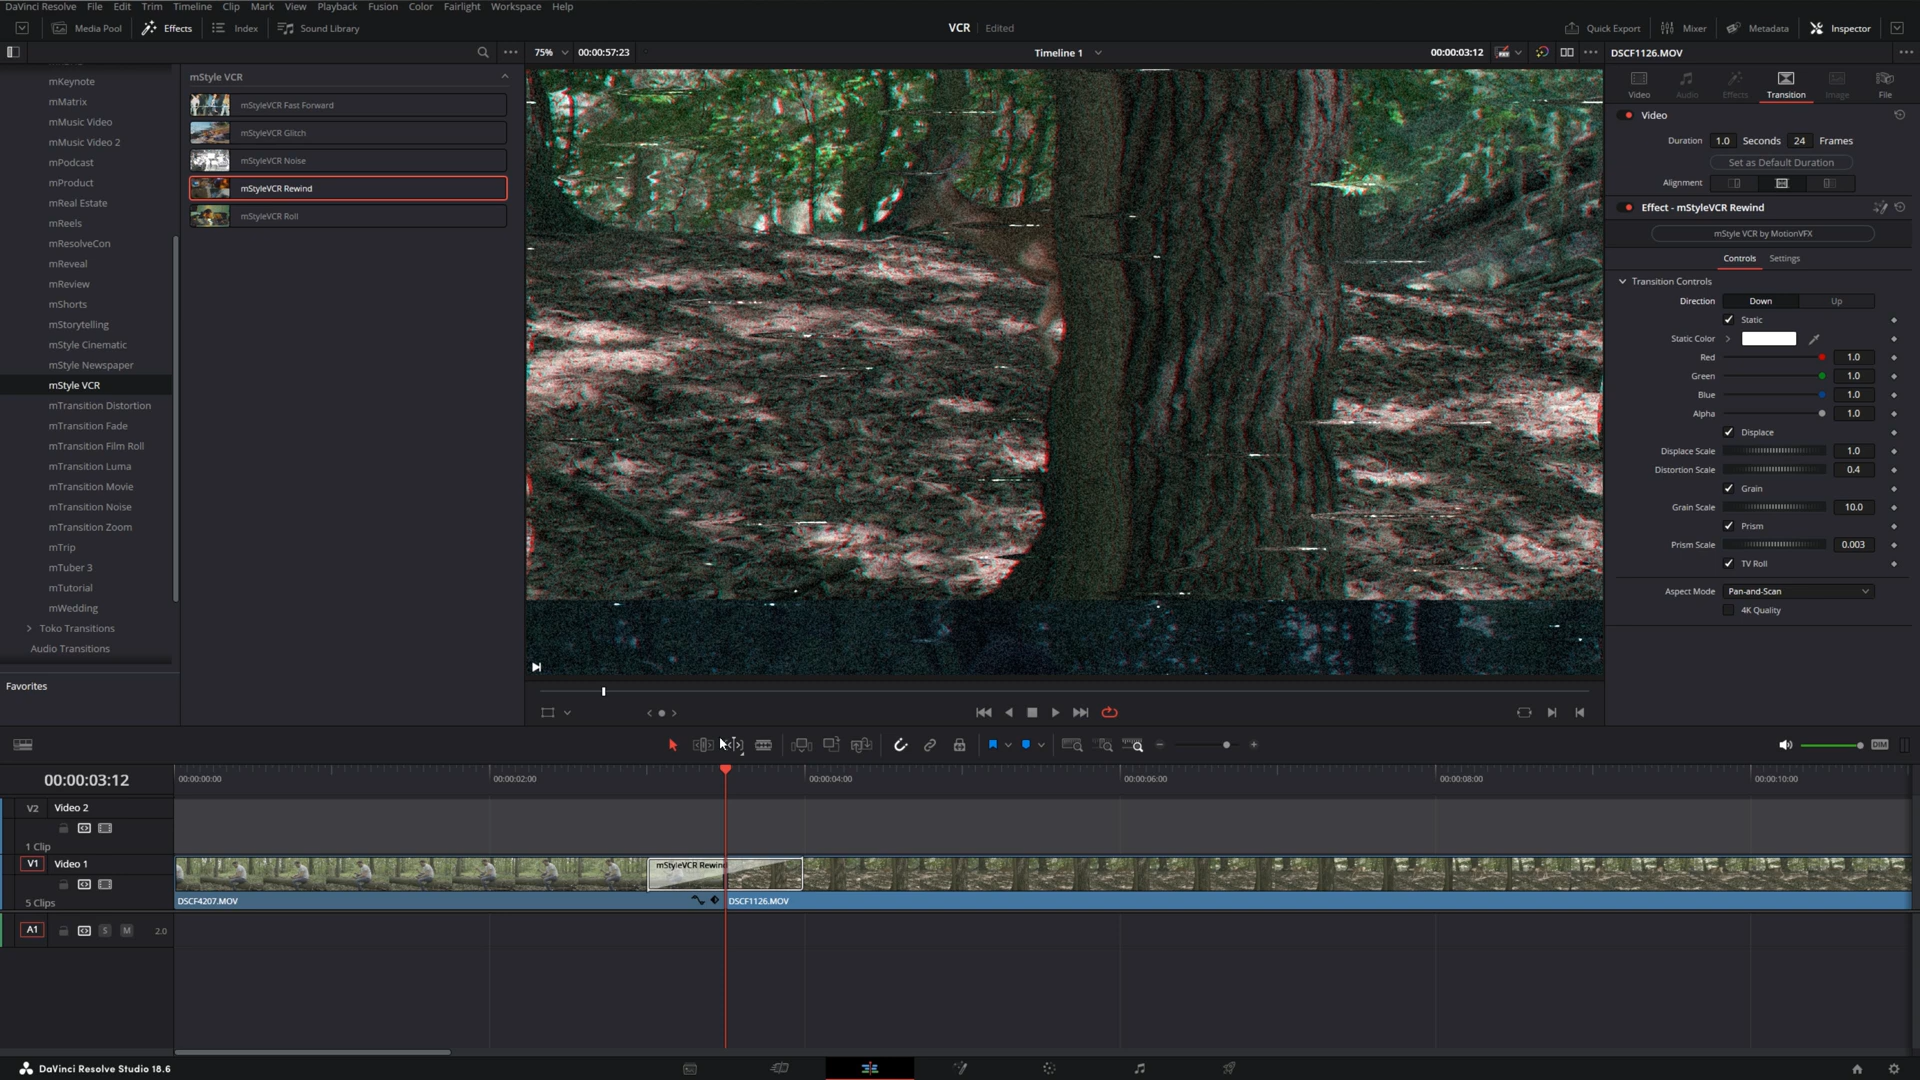 DaVinci Resolve File Edit Trim Timeline Clip Mark View Playback Fusion Color Fairlight Workspace Help
Media Pool Effects Index Sound Library VCR Edited Quick Export Mixer Metadata Inspector
75% 00:00:57:23 Timeline 1 00:00:03:12 DSCF1126.MOV
mKeynote
mMatrix
mMusic Video
mMusic Video 2
mPodcast
mProduct
mReal Estate
mReels
mResolveCon
mReveal
mReview
mShorts
mStorytelling
mStyle Cinematic
mStyle Newspaper
mStyle VCR
mTransition Distortion
mTransition Fade
mTransition Film Roll
mTransition Luma
mTransition Movie
mTransition Noise
mTransition Zoom
mTrip
mTuber 3
mTutorial
mWedding
Toko Transitions
Audio Transitions
Favorites
mStyle VCR
mStyleVCR Fast Forward
mStyleVCR Glitch
mStyleVCR Noise
mStyleVCR Rewind
mStyleVCR Roll
Video Audio Effects Transition Image File
Video
Duration 1.0 Seconds 24 Frames
Set as Default Duration
Alignment
Effect - mStyleVCR Rewind
mStyle VCR by MotionVFX
Controls Settings
Transition Controls
Direction Down Up
Static
Static Color
Red 1.0
Green 1.0
Blue 1.0
Alpha 1.0
Displace
Displace Scale 1.0
Distortion Scale 0.4
Grain
Grain Scale 10.0
Prism
Prism Scale 0.003
TV Roll
Aspect Mode Pan-and-Scan
4K Quality
DIM
00:00:03:12 00:00:00:00 00:00:02:00 00:00:04:00 00:00:06:00 00:00:08:00 00:00:10:00
V2 Video 2
1 Clip
V1 Video 1
mStyleVCR Rewind
5 Clips DSCF4207.MOV DSCF1126.MOV
A1 S M 2.0
DaVinci Resolve Studio 18.6